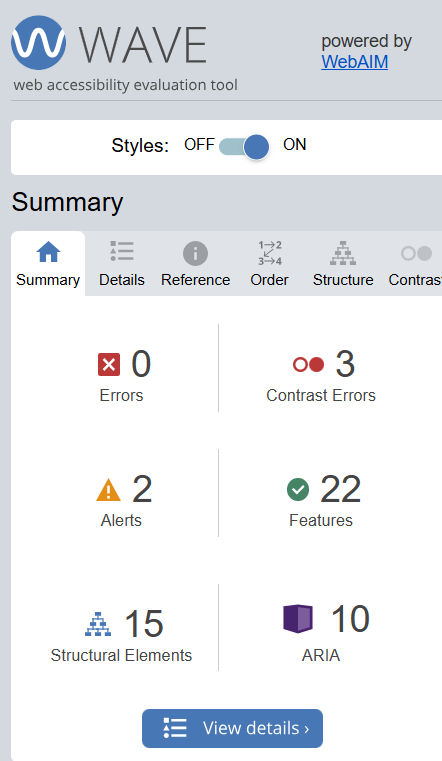 WAVE
powered by
WebAIM
web accessibility evaluation tool
Styles: OFF ON
Summary
Summary Details Reference Order Structure Contras
1→2
3→4
0 3
Errors Contrast Errors
2 22
Alerts Features
15 10
Structural Elements ARIA
View details ›